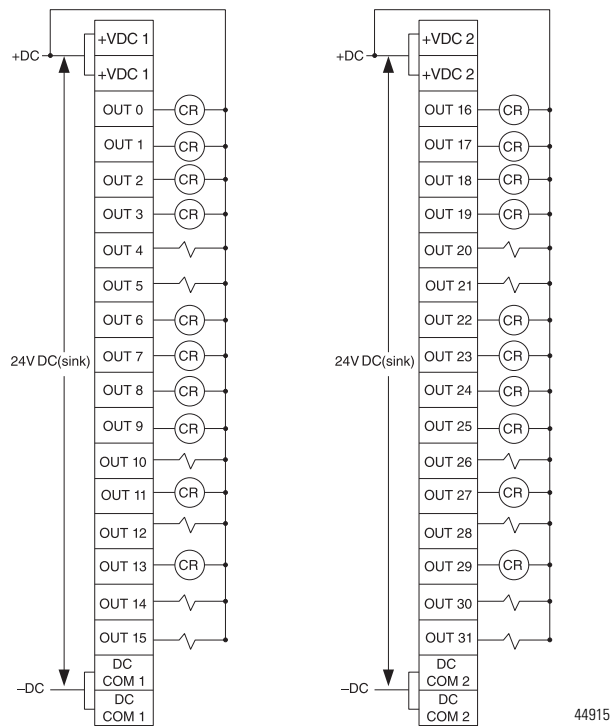 +VDC 1
+DC
+VDC 1
OUT 0 CR
OUT 1 CR
OUT 2 CR
OUT 3 CR
OUT 4
OUT 5
OUT 6 CR
OUT 7 CR
24V DC(sink)
OUT 8 CR
OUT 9 CR
OUT 10
OUT 11 CR
OUT 12
OUT 13 CR
OUT 14
OUT 15
DC
COM 1
–DC
DC
COM 1
+VDC 2
+DC
+VDC 2
OUT 16 CR
OUT 17 CR
OUT 18 CR
OUT 19 CR
OUT 20
OUT 21
OUT 22 CR
OUT 23 CR
24V DC(sink)
OUT 24 CR
OUT 25 CR
OUT 26
OUT 27 CR
OUT 28
OUT 29 CR
OUT 30
OUT 31
DC
COM 2
–DC
DC
COM 2
44915